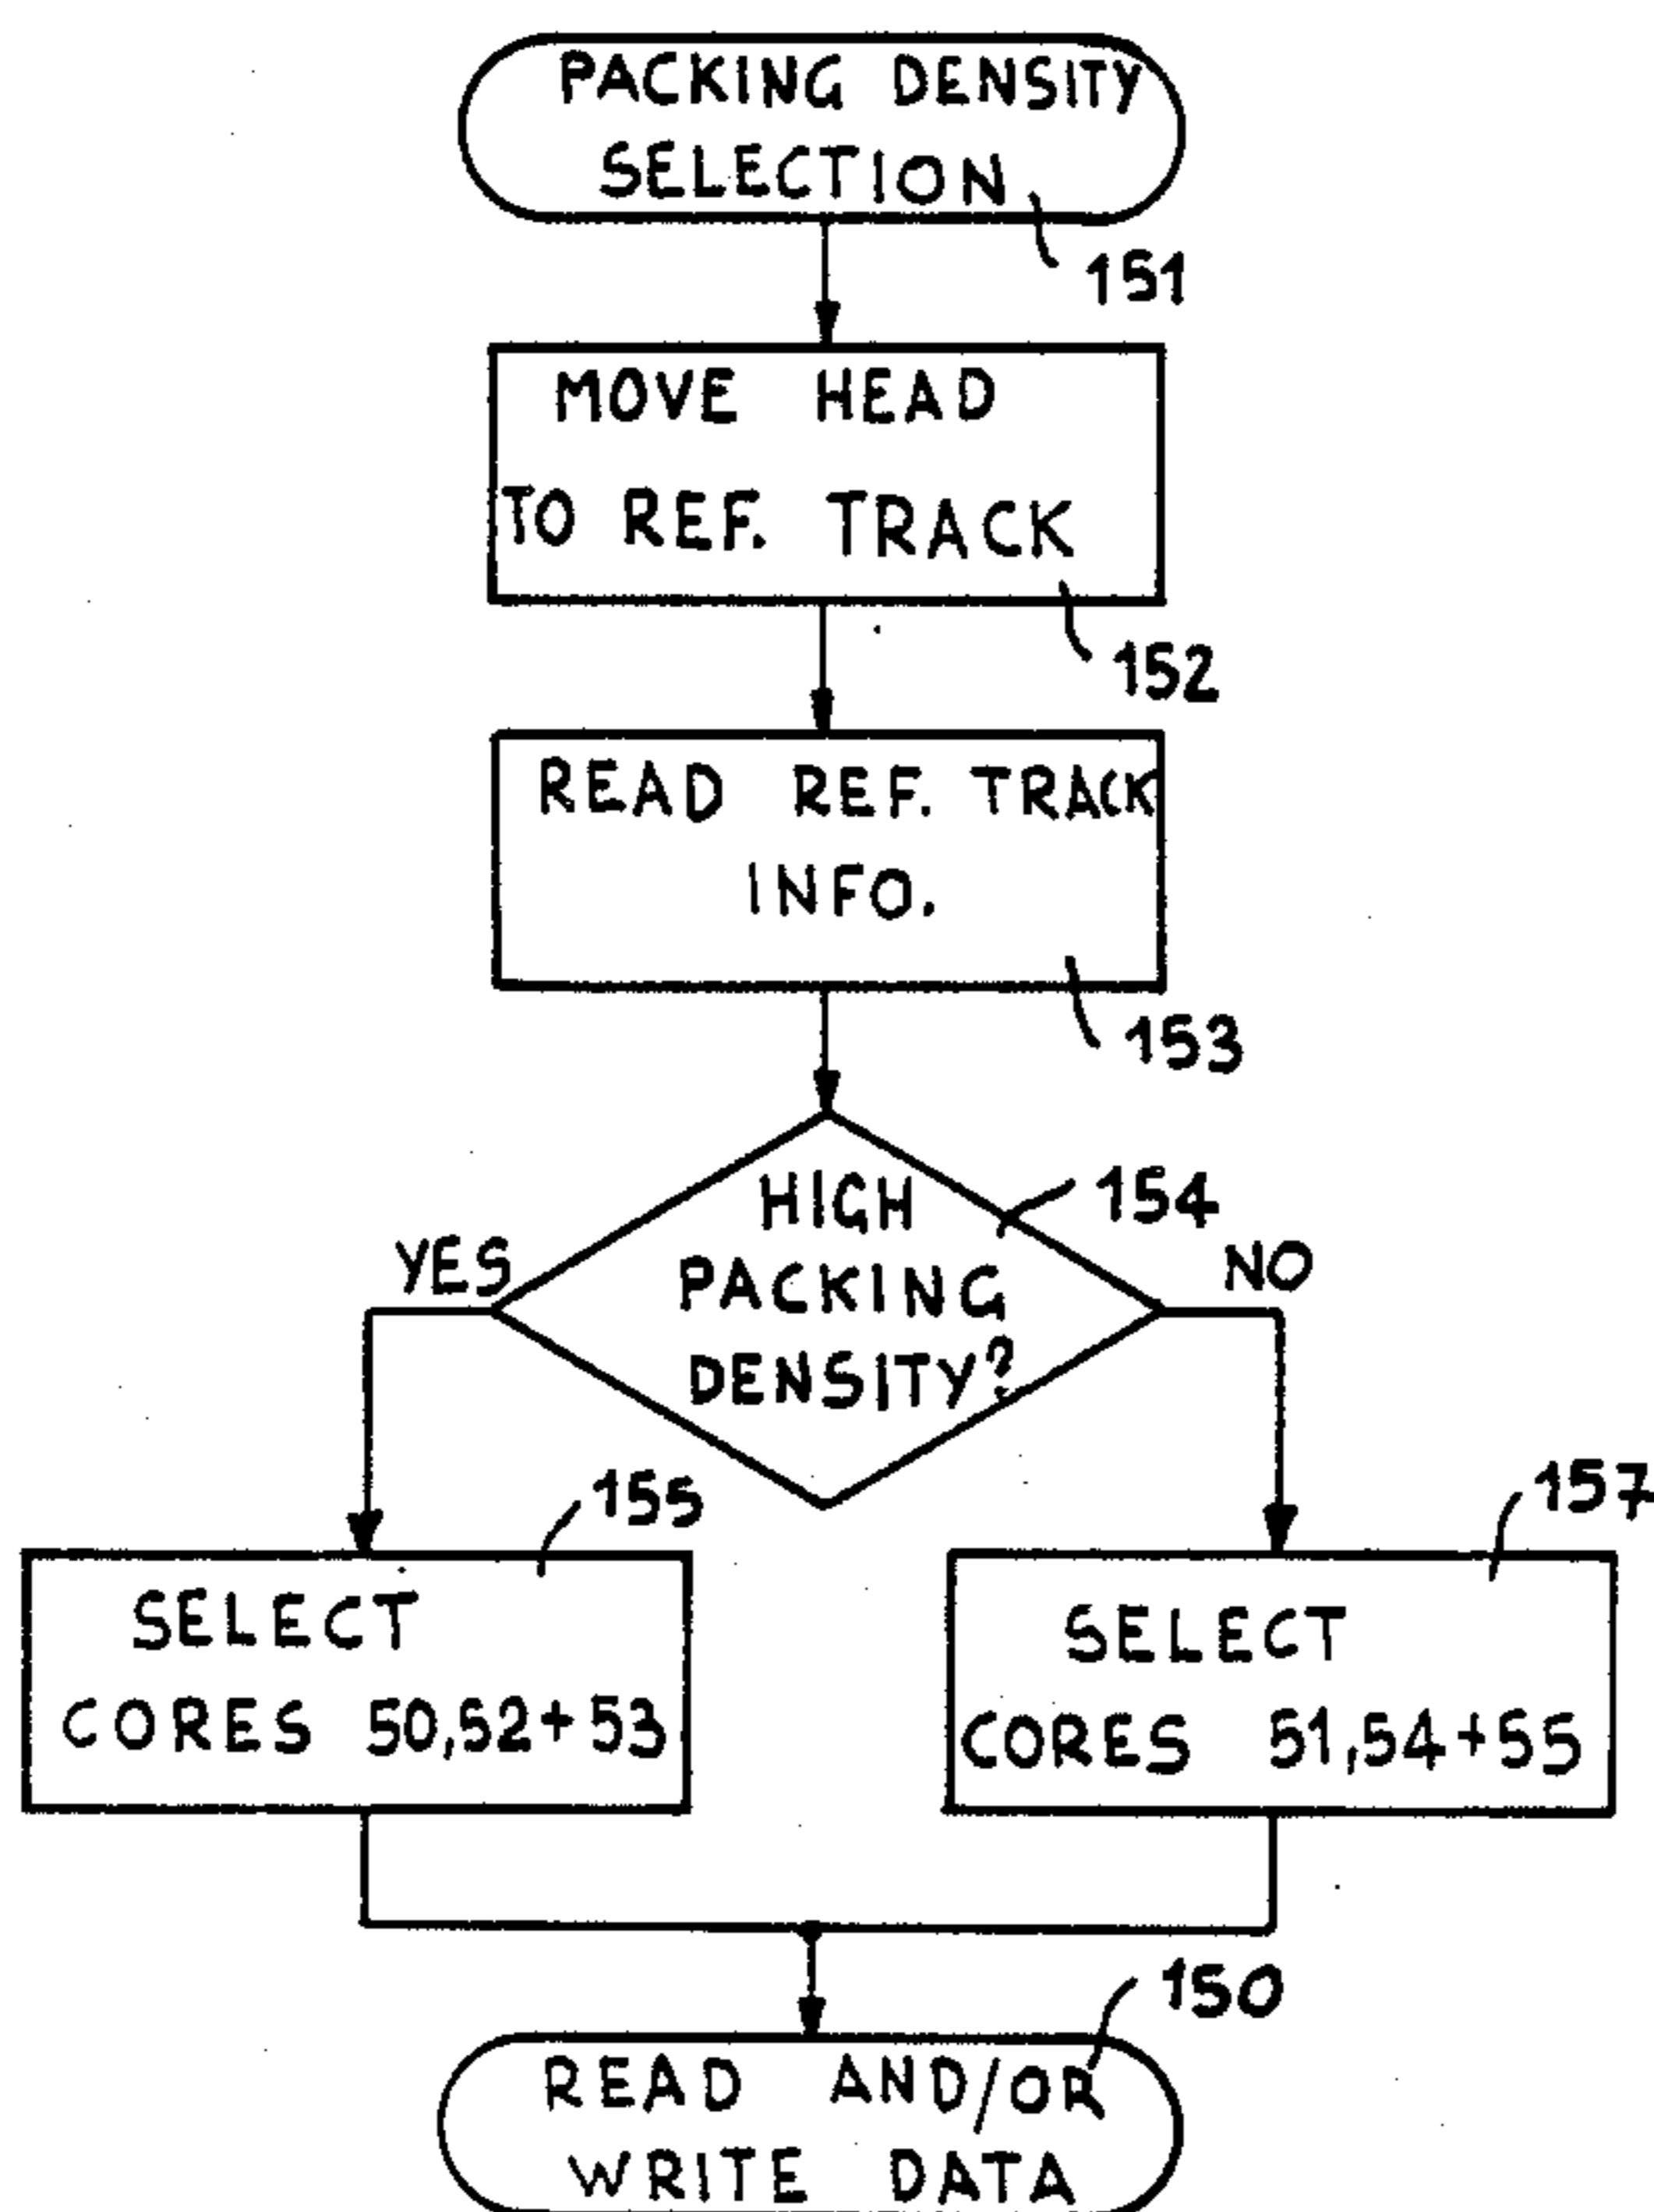 PACKING DENSITY
SELECTION
151
MOVE HEAD
TO REF. TRACK
152
READ REF. TRACK
INFO.
153
HIGH
PACKING
DENSITY?
154
YES
NO
155
157
SELECT
CORES 50,52+53
SELECT
CORES 51,54+55
150
READ AND/OR
WRITE DATA